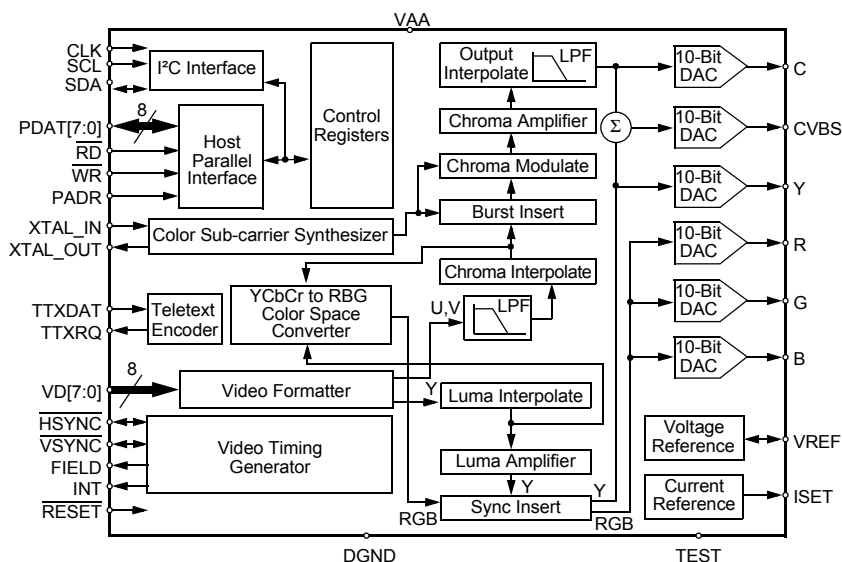 VAA
CLK
SCL
SDA
I²C Interface
PDAT[7:0]
8
RD
WR
PADR
Host
Parallel
Interface
Control
Registers
XTAL_IN
XTAL_OUT
Color Sub-carrier Synthesizer
TTXDAT
TTXRQ
Teletext
Encoder
YCbCr to RBG
Color Space
Converter
VD[7:0]
8
Video Formatter
HSYNC
VSYNC
FIELD
INT
RESET
Video Timing
Generator
Output
Interpolate
LPF
Chroma Amplifier
Chroma Modulate
Burst Insert
Chroma Interpolate
U,V
LPF
Y
Luma Interpolate
Luma Amplifier
Y
RGB
Sync Insert
Y
RGB
Σ
10-Bit
DAC
C
10-Bit
DAC
CVBS
10-Bit
DAC
Y
10-Bit
DAC
R
10-Bit
DAC
G
10-Bit
DAC
B
Voltage
Reference
VREF
Current
Reference
ISET
DGND
TEST